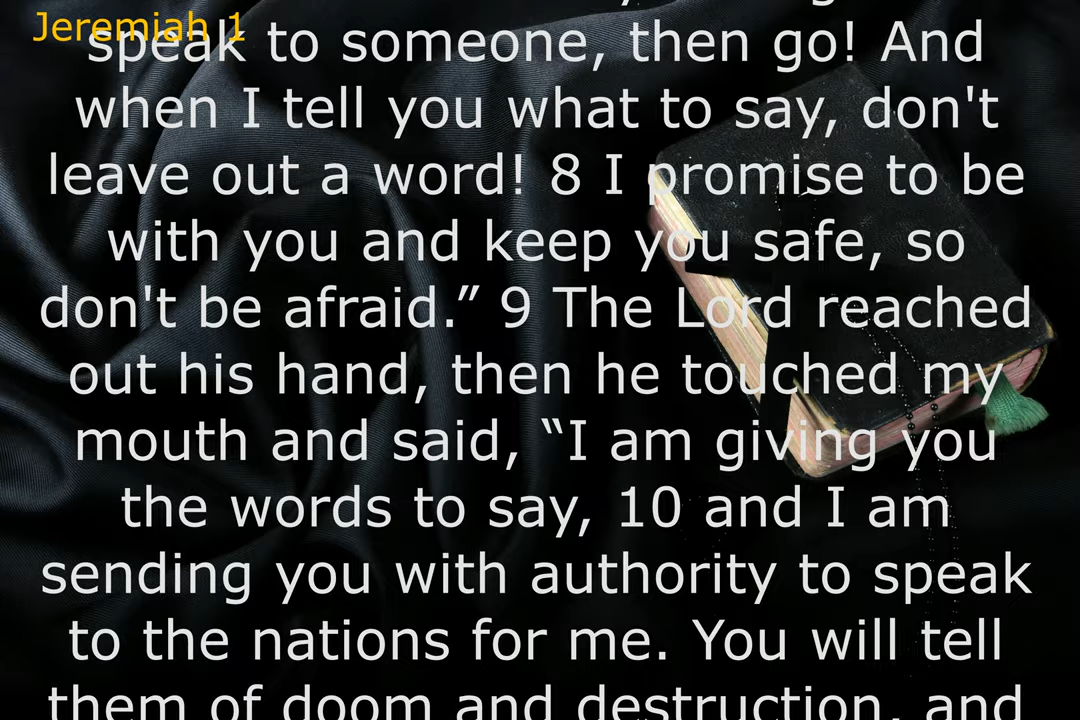 Jeremiah 1
speak to someone, then go! And
when I tell you what to say, don't
leave out a word! 8 I promise to be
with you and keep you safe, so
don't be afraid.” 9 The Lord reached
out his hand, then he touched my
mouth and said, “I am giving you
the words to say, 10 and I am
sending you with authority to speak
to the nations for me. You will tell
them of doom and destruction, and